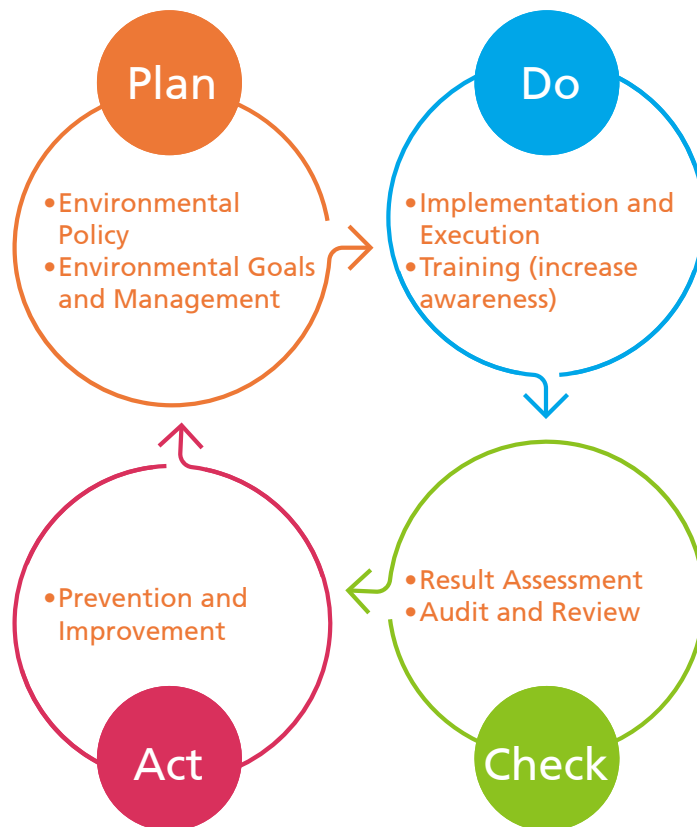 Plan
•Environmental
Policy
•Environmental Goals
and Management
Do
•Implementation and
Execution
•Training (increase
awareness)
•Prevention and
Improvement
Act
•Result Assessment
•Audit and Review
Check